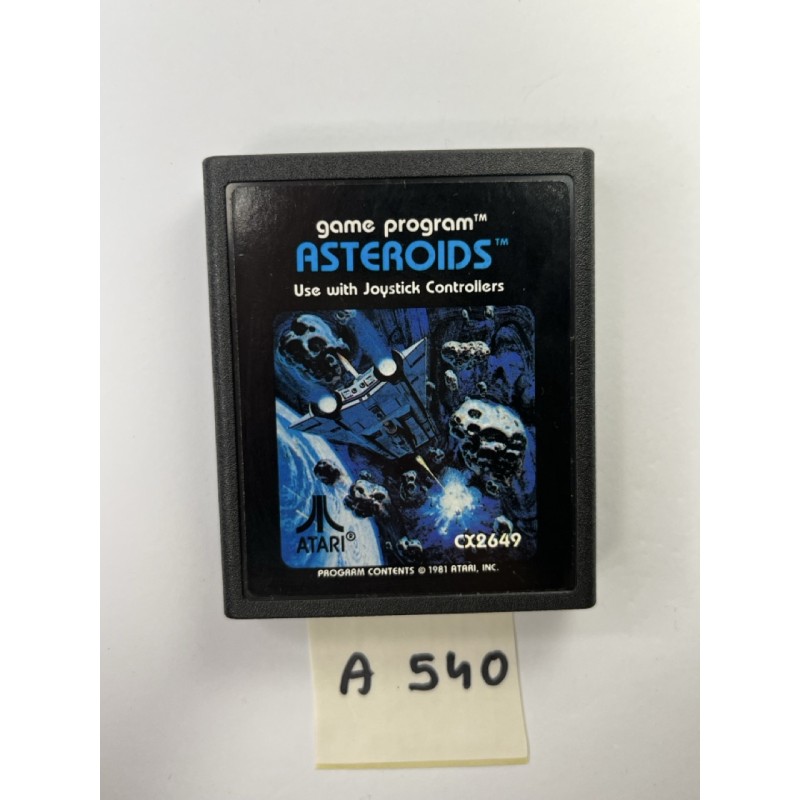 game program™
ASTEROIDS™
Use with Joystick Controllers
ATARI®
CX2649
PROGRAM CONTENTS © 1981 ATARI, INC.
A 540